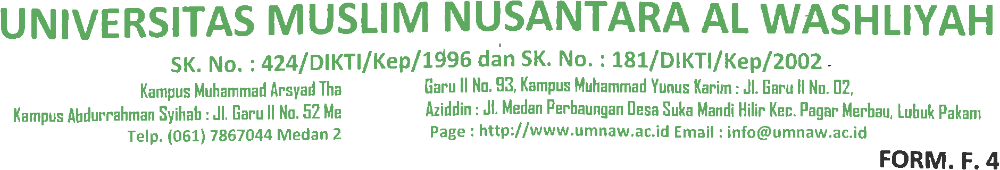 UNIVERSITAS MUSLIM NUSANTARA AL WASHLIYAH
SK. No. : 424/DIKTI/Kep/1996 dan SK. No. : 181/DIKTI/Kep/2002
Kampus Muhammad Arsyad Tha Garu II No. 93, Kampus Muhammad Yunus Karim : Jl. Garu II No. 02,
Kampus Abdurrahman Syihab : Jl. Garu II No. 52 Me Aziddin : Jl. Medan Perbaungan Desa Suka Mandi Hilir Kec. Pagar Merbau, Lubuk Pakam
Telp. (061) 7867044 Medan 2 Page : http://www.umnaw.ac.id Email : info@umnaw.ac.id
FORM. F. 4